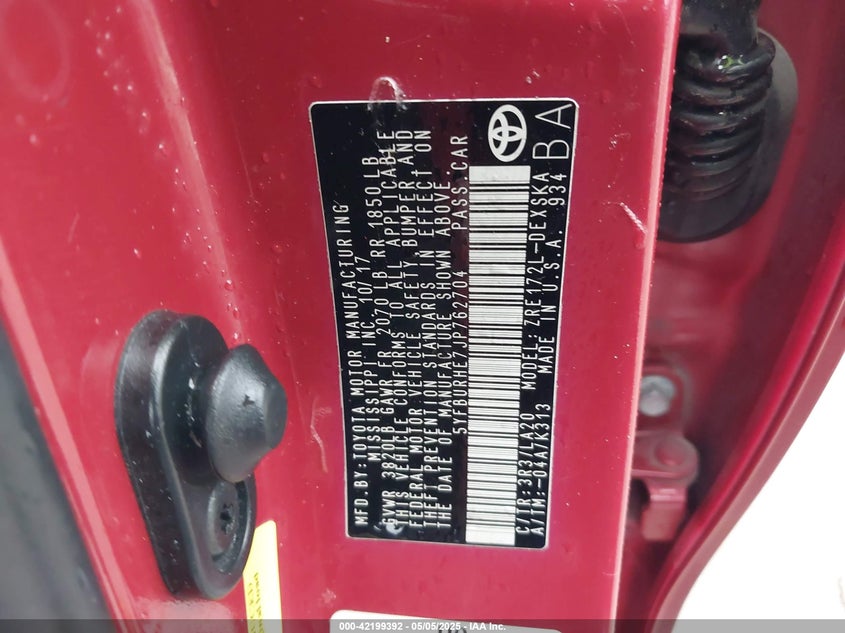 MFD.BY:TOYOTA MOTOR MANUFACTURING
MISSISSIPPI INC. 10/17
GVWR 3820LB GAWR FR 2070 LB RR 1850 LB
THIS VEHICLE CONFORMS TO ALL APPLICABLE
FEDERAL MOTOR VEHICLE SAFETY, BUMPER AND
THEFT PREVENTION STANDARDS IN EFFECT ON
THE DATE OF MANUFACTURE SHOWN ABOVE.
5YFBURHE7JP762704 PASS.CAR
C/TR:3R3/LA20 MODEL: ZRE172L-DEXSKA
A/TM:-04A/K313 MADE IN U.S.A. 934
BA
000-42199392 - 05/05/2025 - IAA Inc.